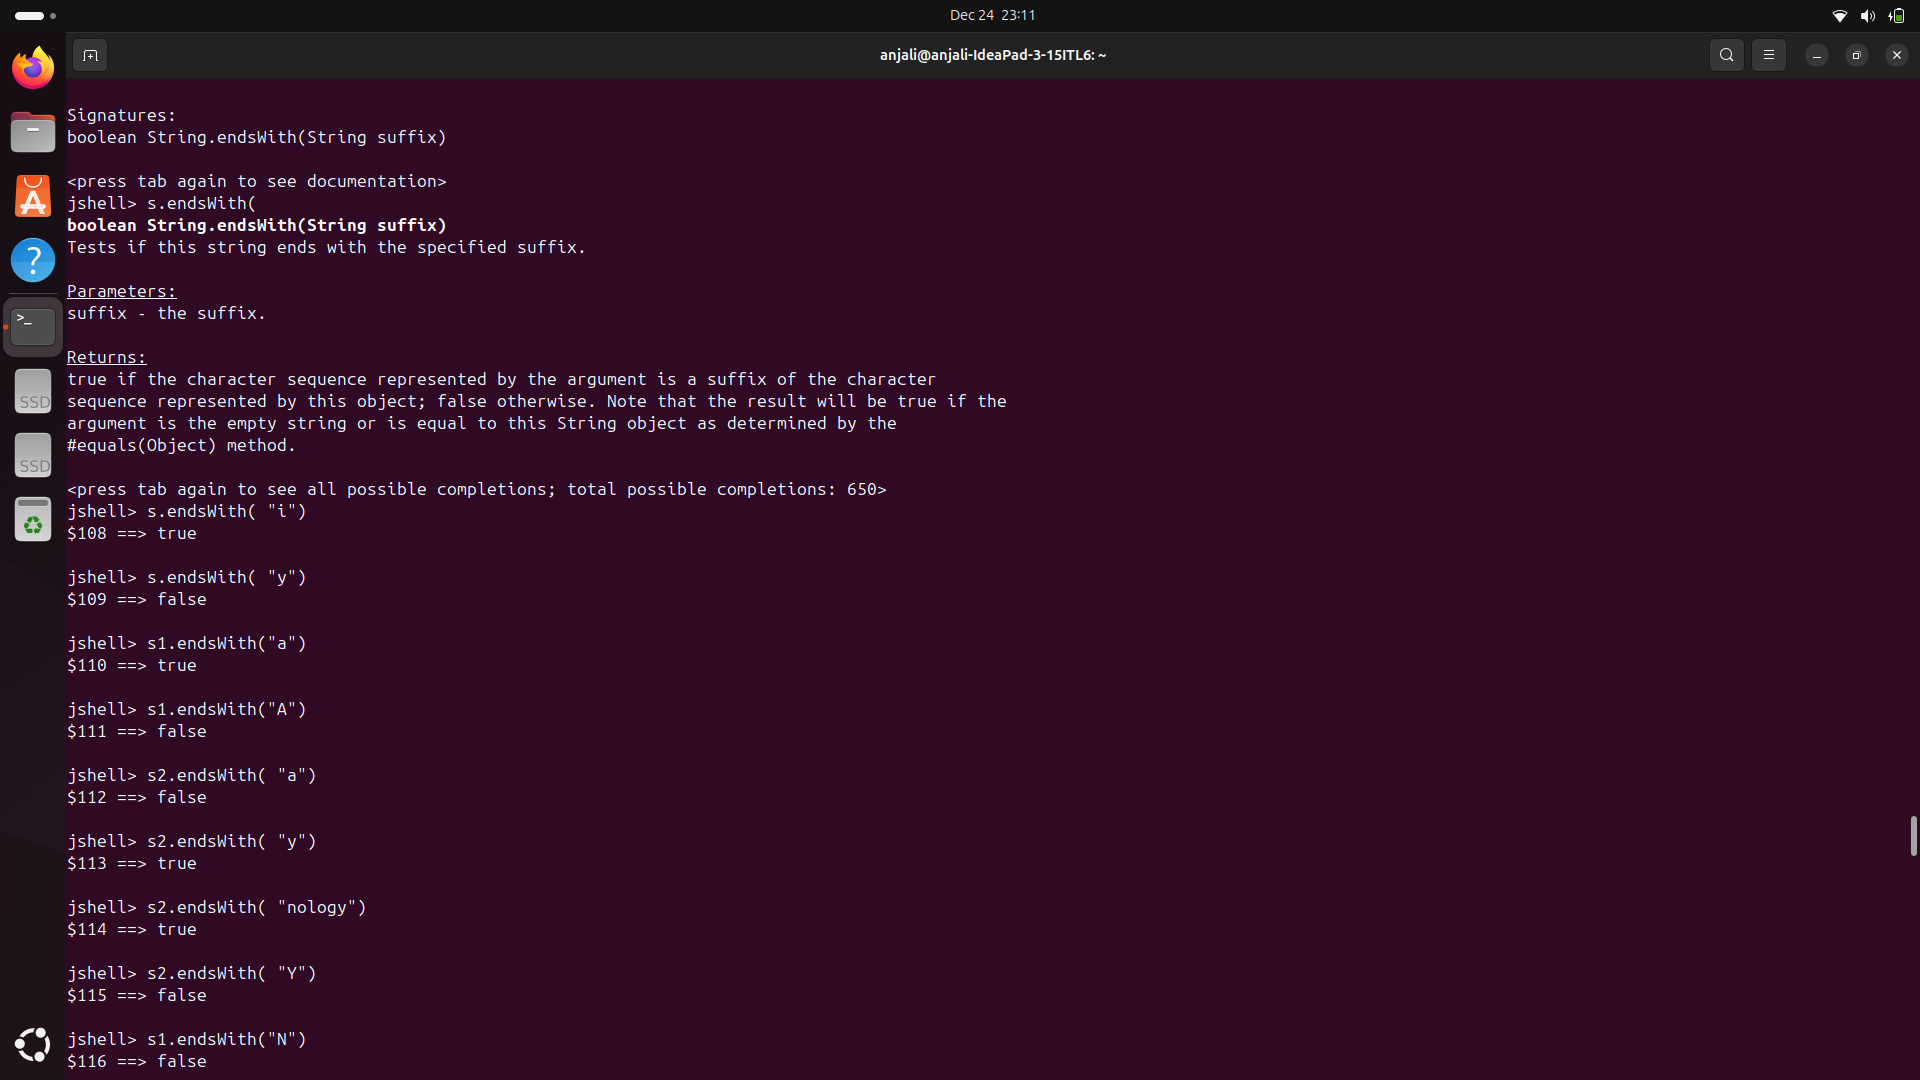 Dec 24 23:11
anjali@anjali-IdeaPad-3-15ITL6: ~
Signatures:
boolean String.endsWith(String suffix)
<press tab again to see documentation>
jshell> s.endsWith(
boolean String.endsWith(String suffix)
Tests if this string ends with the specified suffix.
Parameters:
suffix - the suffix.
Returns:
true if the character sequence represented by the argument is a suffix of the character
sequence represented by this object; false otherwise. Note that the result will be true if the
argument is the empty string or is equal to this String object as determined by the
#equals(Object) method.
<press tab again to see all possible completions; total possible completions: 650>
jshell> s.endsWith( "i")
$108 ==> true
jshell> s.endsWith( "y")
$109 ==> false
jshell> s1.endsWith("a")
$110 ==> true
jshell> s1.endsWith("A")
$111 ==> false
jshell> s2.endsWith( "a")
$112 ==> false
jshell> s2.endsWith( "y")
$113 ==> true
jshell> s2.endsWith( "nology")
$114 ==> true
jshell> s2.endsWith( "Y")
$115 ==> false
jshell> s1.endsWith("N")
$116 ==> false
>_
SSD
SSD